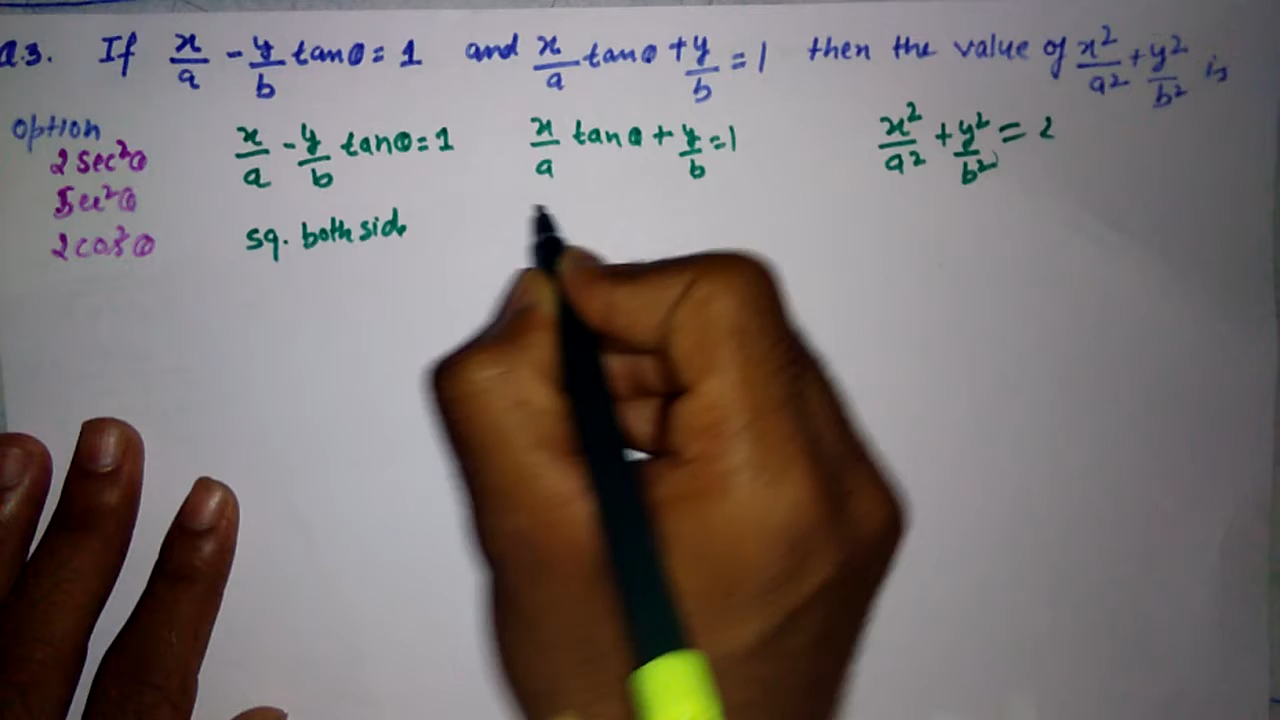 Q.3. If x/a - y/b tanθ = 1 and x/a tanθ + y/b = 1 then the value of x²/a² + y²/b² is
option
2 sec²θ
sec²θ
2 cos²θ
x/a - y/b tanθ = 1
x/a tanθ + y/b = 1
x²/a² + y²/b² = 2
sq. both side